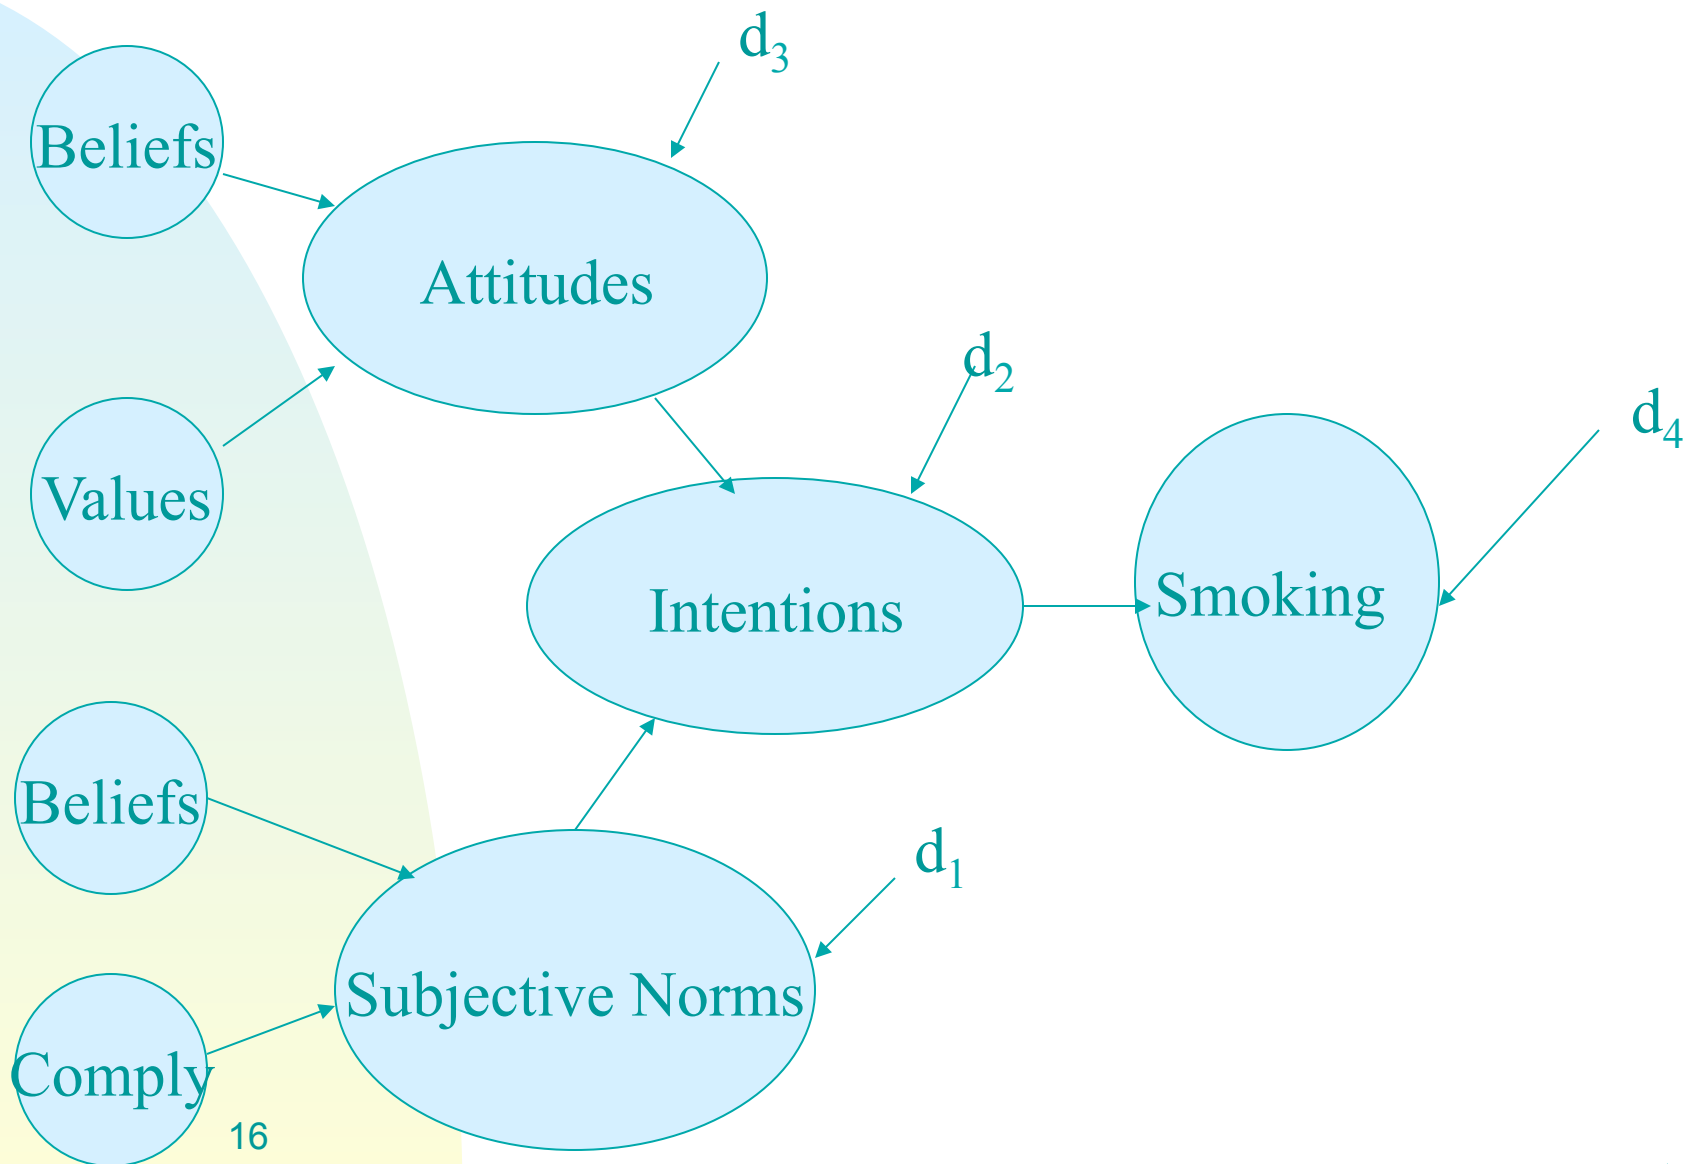 d3
Beliefs
Attitudes
d2
d4
Values
Intentions
Smoking
Beliefs
d1
Subjective Norms
Comply
16